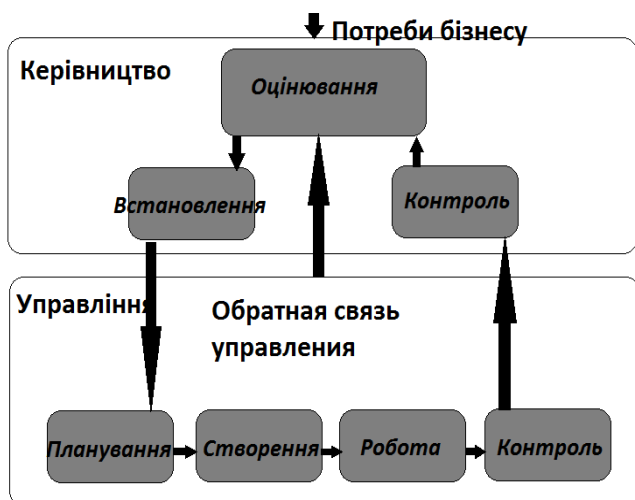 Потреби бізнесу
Керівництво
Оцінювання
Встановлення
Контроль
Управління
Обратная связь
управления
Планування
Створення
Робота
Контроль